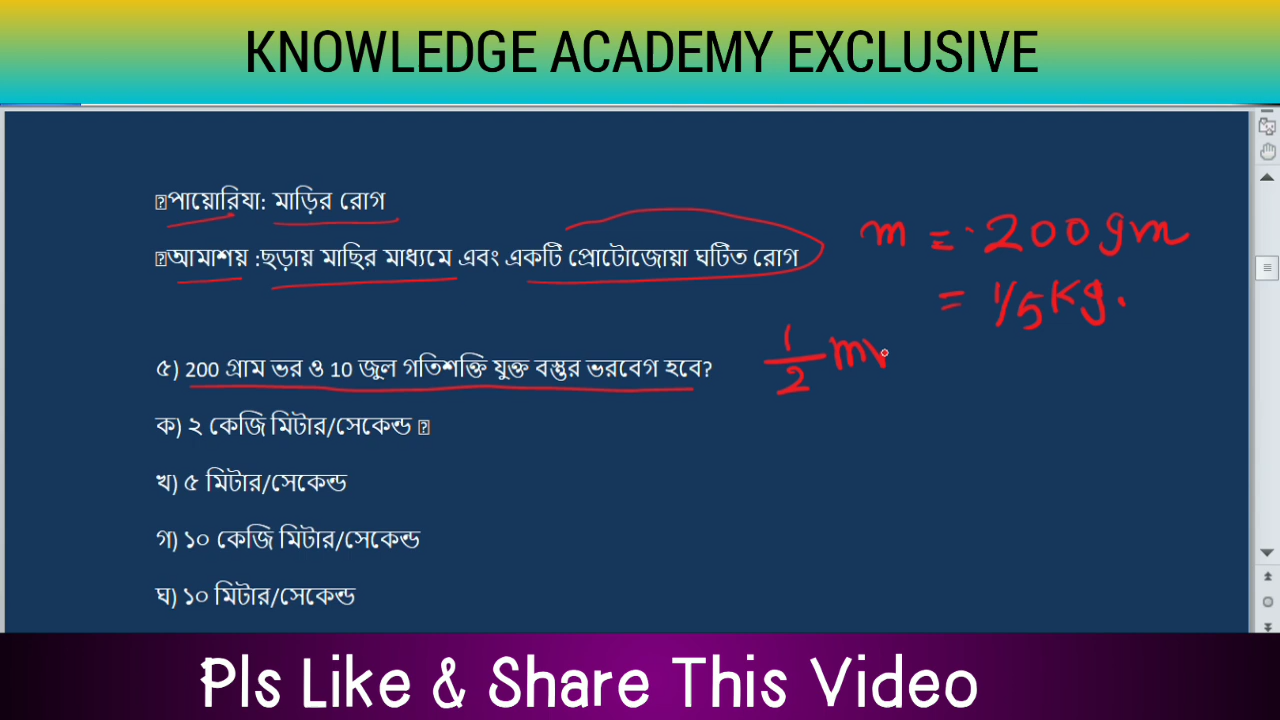 KNOWLEDGE ACADEMY EXCLUSIVE
পায়োরিযা: মাড়ির রোগ
আমাশয় :ছড়ায় মাছির মাধ্যমে এবং একটি প্রোটোজোয়া ঘটিত রোগ
m = 200gm
= 1/5 Kg.
৫) 200 গ্রাম ভর ও 10 জুল গতিশক্তি যুক্ত বস্তুর ভরবেগ হবে?
1/2 mv
ক) ২ কেজি মিটার/সেকেন্ড
খ) ৫ মিটার/সেকেন্ড
গ) ১০ কেজি মিটার/সেকেন্ড
ঘ) ১০ মিটার/সেকেন্ড
Pls Like & Share This Video